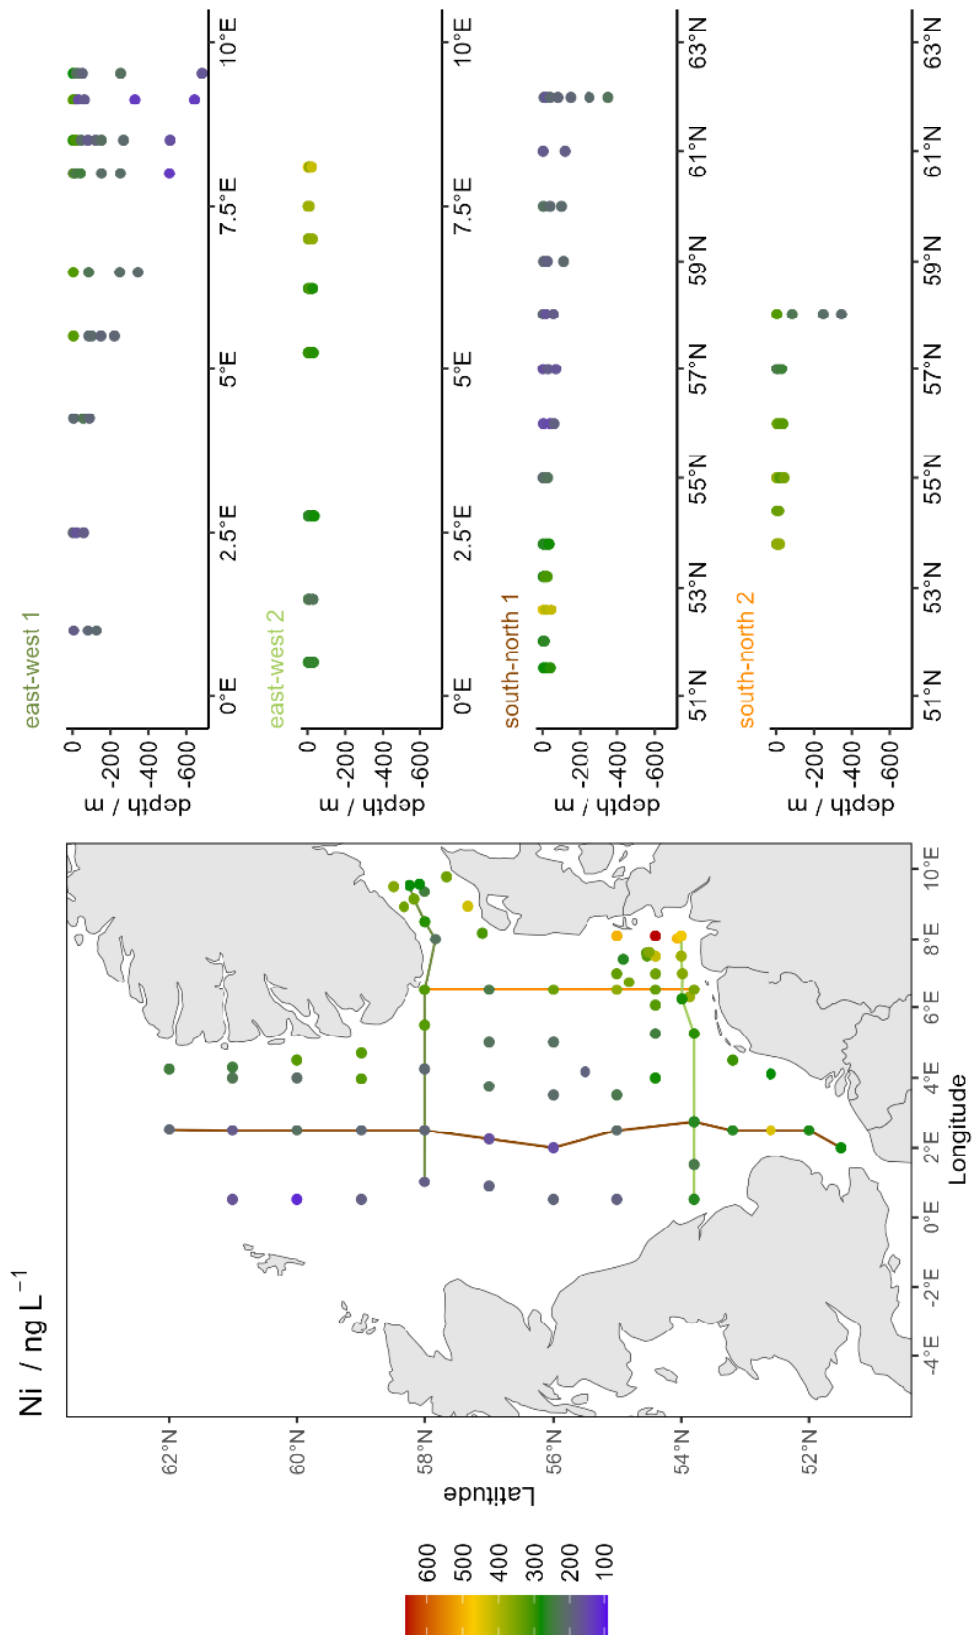 Ni / ng L⁻¹
600
500
400
300
200
100
Latitude
62°N
60°N
58°N
56°N
54°N
52°N
-4°E
-2°E
0°E
2°E
4°E
6°E
8°E
10°E
Longitude
east-west 1
depth / m
0
-200
-400
-600
0°E
2.5°E
5°E
7.5°E
10°E
east-west 2
depth / m
0
-200
-400
-600
0°E
2.5°E
5°E
7.5°E
10°E
south-north 1
depth / m
0
-200
-400
-600
51°N
53°N
55°N
57°N
59°N
61°N
63°N
south-north 2
depth / m
0
-200
-400
-600
51°N
53°N
55°N
57°N
59°N
61°N
63°N